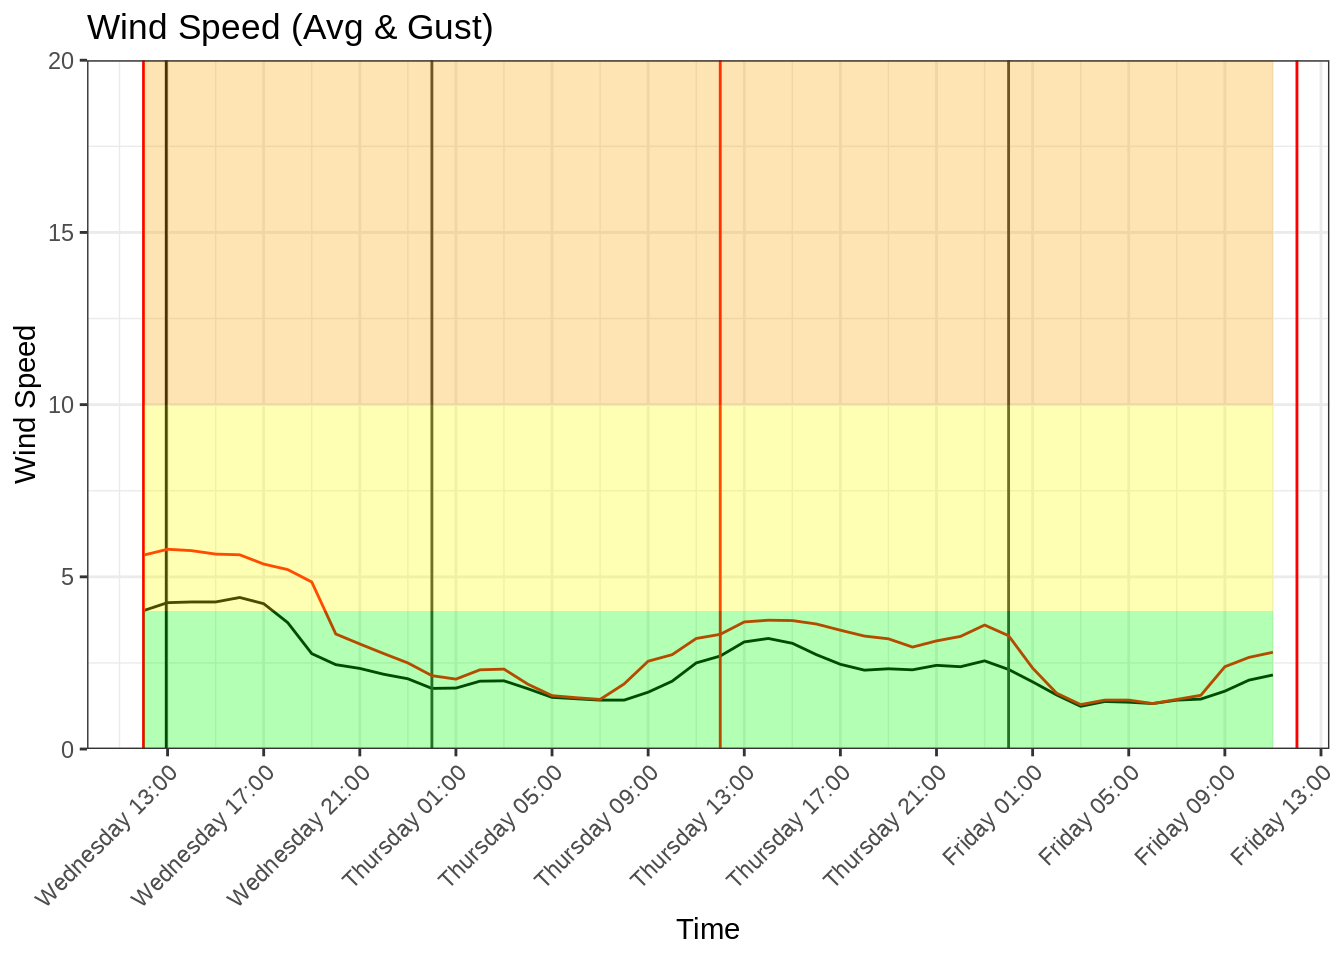 Wind Speed (Avg & Gust)
20
15
10
5
0
Wind Speed
Wednesday 13:00
Wednesday 17:00
Wednesday 21:00
Thursday 01:00
Thursday 05:00
Thursday 09:00
Thursday 13:00
Thursday 17:00
Thursday 21:00
Friday 01:00
Friday 05:00
Friday 09:00
Friday 13:00
Time